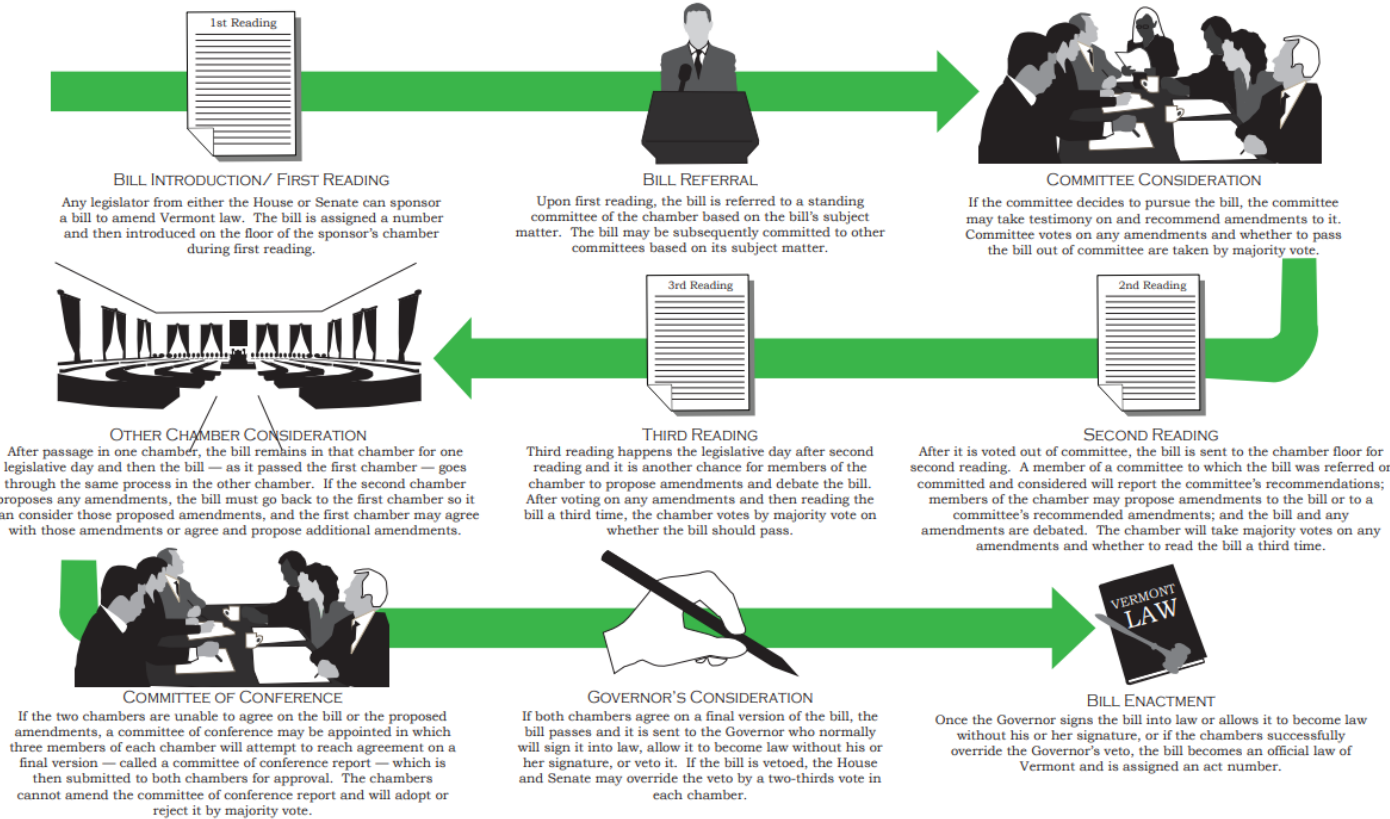 1st Reading
BILL INTRODUCTION/ FIRST READING
Any legislator from either the House or Senate can sponsor
a bill to amend Vermont law.  The bill is assigned a number
and then introduced on the floor of the sponsor's chamber
during first reading.
BILL REFERRAL
Upon first reading, the bill is referred to a standing
committee of the chamber based on the bill's subject
matter.  The bill may be subsequently committed to other
committees based on its subject matter.
COMMITTEE CONSIDERATION
If the committee decides to pursue the bill, the committee
may take testimony on and recommend amendments to it.
Committee votes on any amendments and whether to pass
the bill out of committee are taken by majority vote.
2nd Reading
SECOND READING
After it is voted out of committee, the bill is sent to the chamber floor for
second reading.  A member of a committee to which the bill was referred or
committed and considered will report the committee's recommendations;
members of the chamber may propose amendments to the bill or to a
committee's recommended amendments; and the bill and any
amendments are debated.  The chamber will take majority votes on any
amendments and whether to read the bill a third time.
3rd Reading
THIRD READING
Third reading happens the legislative day after second
reading and it is another chance for members of the
chamber to propose amendments and debate the bill.
After voting on any amendments and then reading the
bill a third time, the chamber votes by majority vote on
whether the bill should pass.
OTHER CHAMBER CONSIDERATION
After passage in one chamber, the bill remains in that chamber for one
legislative day and then the bill — as it passed the first chamber — goes
through the same process in the other chamber.  If the second chamber
proposes any amendments, the bill must go back to the first chamber so it
an consider those proposed amendments, and the first chamber may agree
with those amendments or agree and propose additional amendments.
COMMITTEE OF CONFERENCE
If the two chambers are unable to agree on the bill or the proposed
amendments, a committee of conference may be appointed in which
three members of each chamber will attempt to reach agreement on a
final version — called a committee of conference report — which is
then submitted to both chambers for approval.  The chambers
cannot amend the committee of conference report and will adopt or
reject it by majority vote.
GOVERNOR'S CONSIDERATION
If both chambers agree on a final version of the bill, the
bill passes and it is sent to the Governor who normally
will sign it into law, allow it to become law without his or
her signature, or veto it.  If the bill is vetoed, the House
and Senate may override the veto by a two-thirds vote in
each chamber.
VERMONT
LAW
BILL ENACTMENT
Once the Governor signs the bill into law or allows it to become law
without his or her signature, or if the chambers successfully
override the Governor's veto, the bill becomes an official law of
Vermont and is assigned an act number.